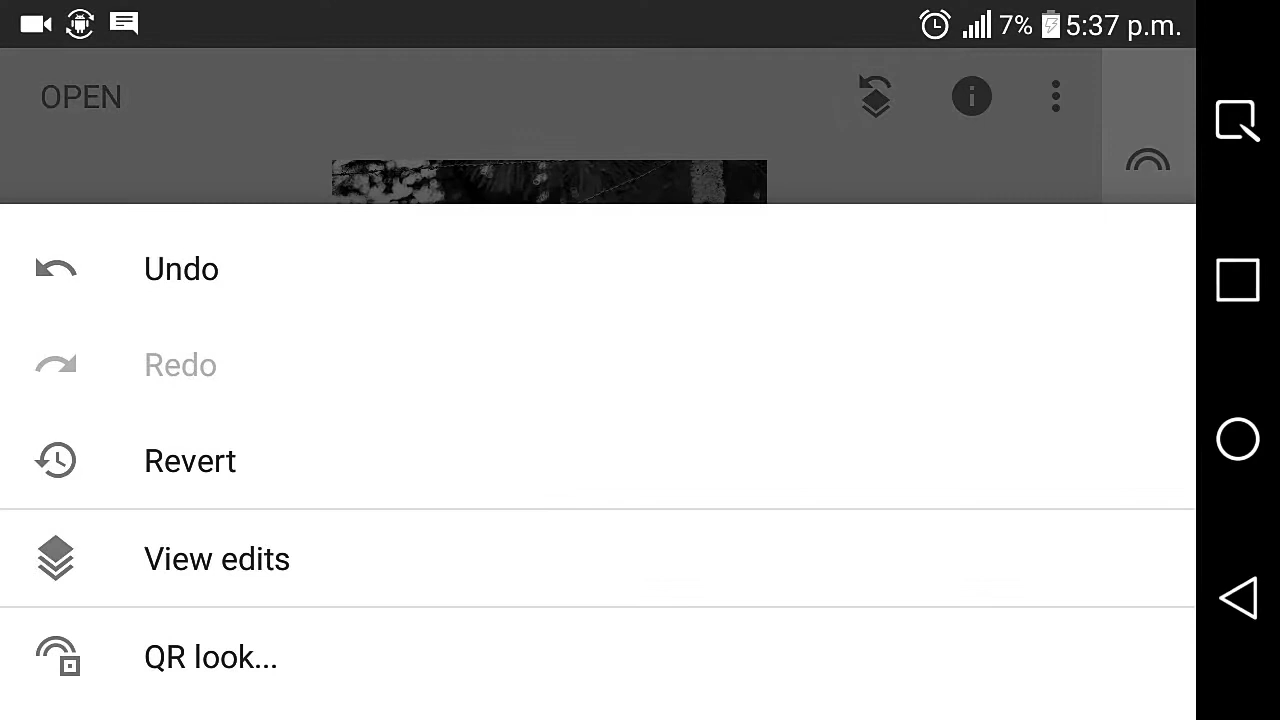 7% 5:37 p.m.
OPEN
Undo
Redo
Revert
View edits
QR look...